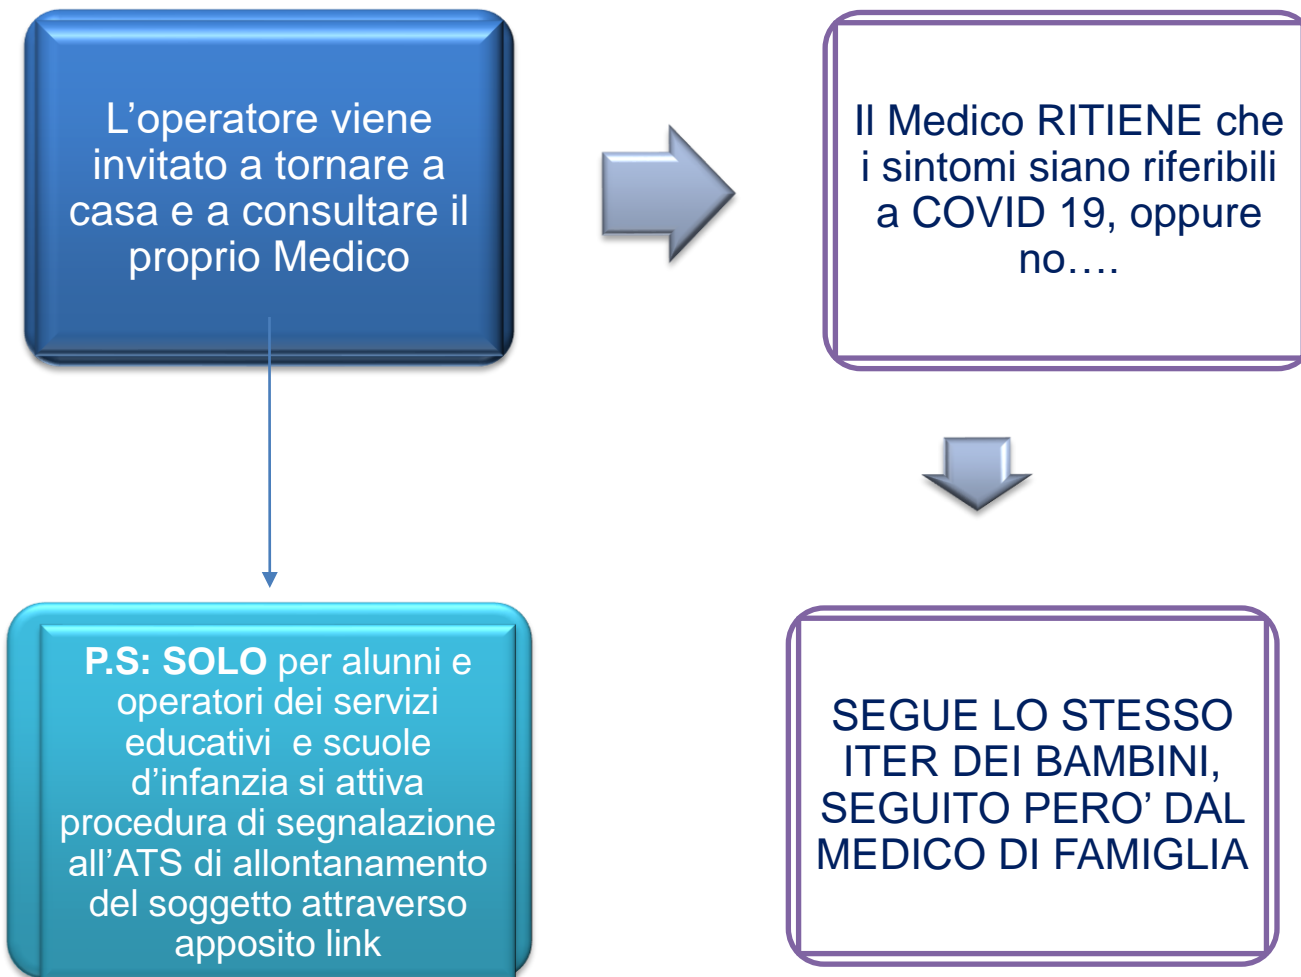 L’operatore viene
invitato a tornare a
casa e a consultare il
proprio Medico
Il Medico RITIENE che
i sintomi siano riferibili
a COVID 19, oppure
no….
P.S: SOLO per alunni e
operatori dei servizi
educativi e scuole
d’infanzia si attiva
procedura di segnalazione
all’ATS di allontanamento
del soggetto attraverso
apposito link
SEGUE LO STESSO
ITER DEI BAMBINI,
SEGUITO PERO’ DAL
MEDICO DI FAMIGLIA